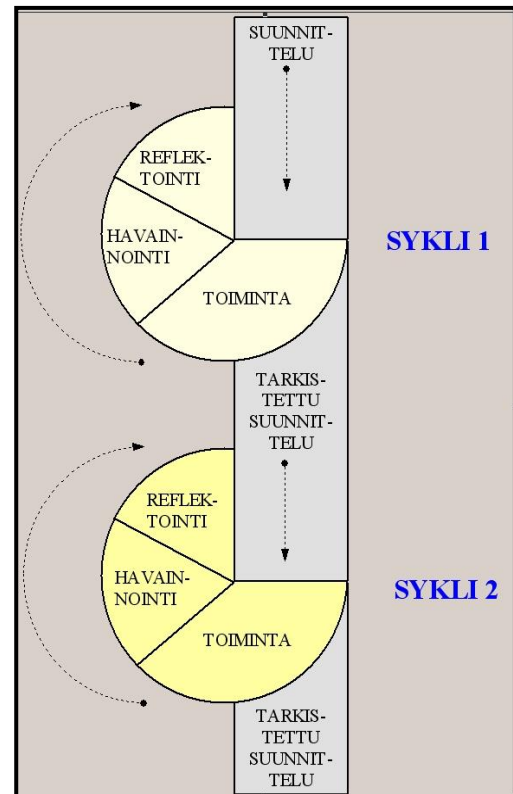 SUUNNIT-
TELU
REFLEK-
TOINTI
HAVAIN-
NOINTI
TOIMINTA
SYKLI 1
TARKIS-
TETTU
SUUNNIT-
TELU
REFLEK-
TOINTI
HAVAIN-
NOINTI
TOIMINTA
SYKLI 2
TARKIS-
TETTU
SUUNNIT-
TELU